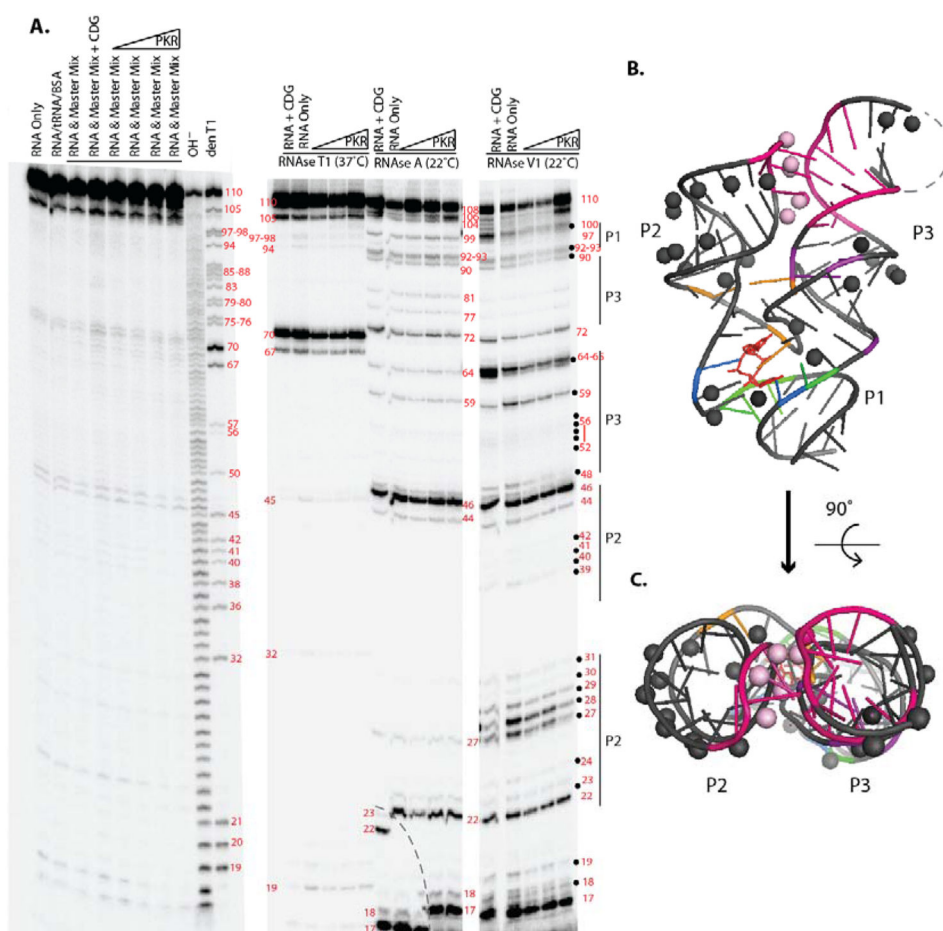 A.
RNA Only
RNA/tRNA/BSA
RNA & Master Mix
RNA & Master Mix + CDG
RNA & Master Mix
RNA & Master Mix
RNA & Master Mix
RNA & Master Mix
PKR
OH⁻
denT1
110
105
97-98
94
85-88
83
79-80
75-76
70
67
57
56
50
45
42
41
40
38
36
32
21
20
19
RNA + CDG
RNA Only
PKR
RNAse T1 (37˚C)
110
105
97-98
94
70
67
45
32
19
RNA + CDG
RNA Only
PKR
RNAse A (22˚C)
108
104
99
92-93
90
81
77
72
64
59
46
44
27
23
22
22
18
18
17
17
RNA + CDG
RNA Only
PKR
RNAse V1 (22˚C)
110
100
97
92-93
90
72
64-65
59
56
52
48
46
44
42
41
40
39
31
30
29
28
27
24
23
22
19
18
17
P1
P3
P3
P2
P2
B.
P2
P3
P1
90˚
C.
P2
P3